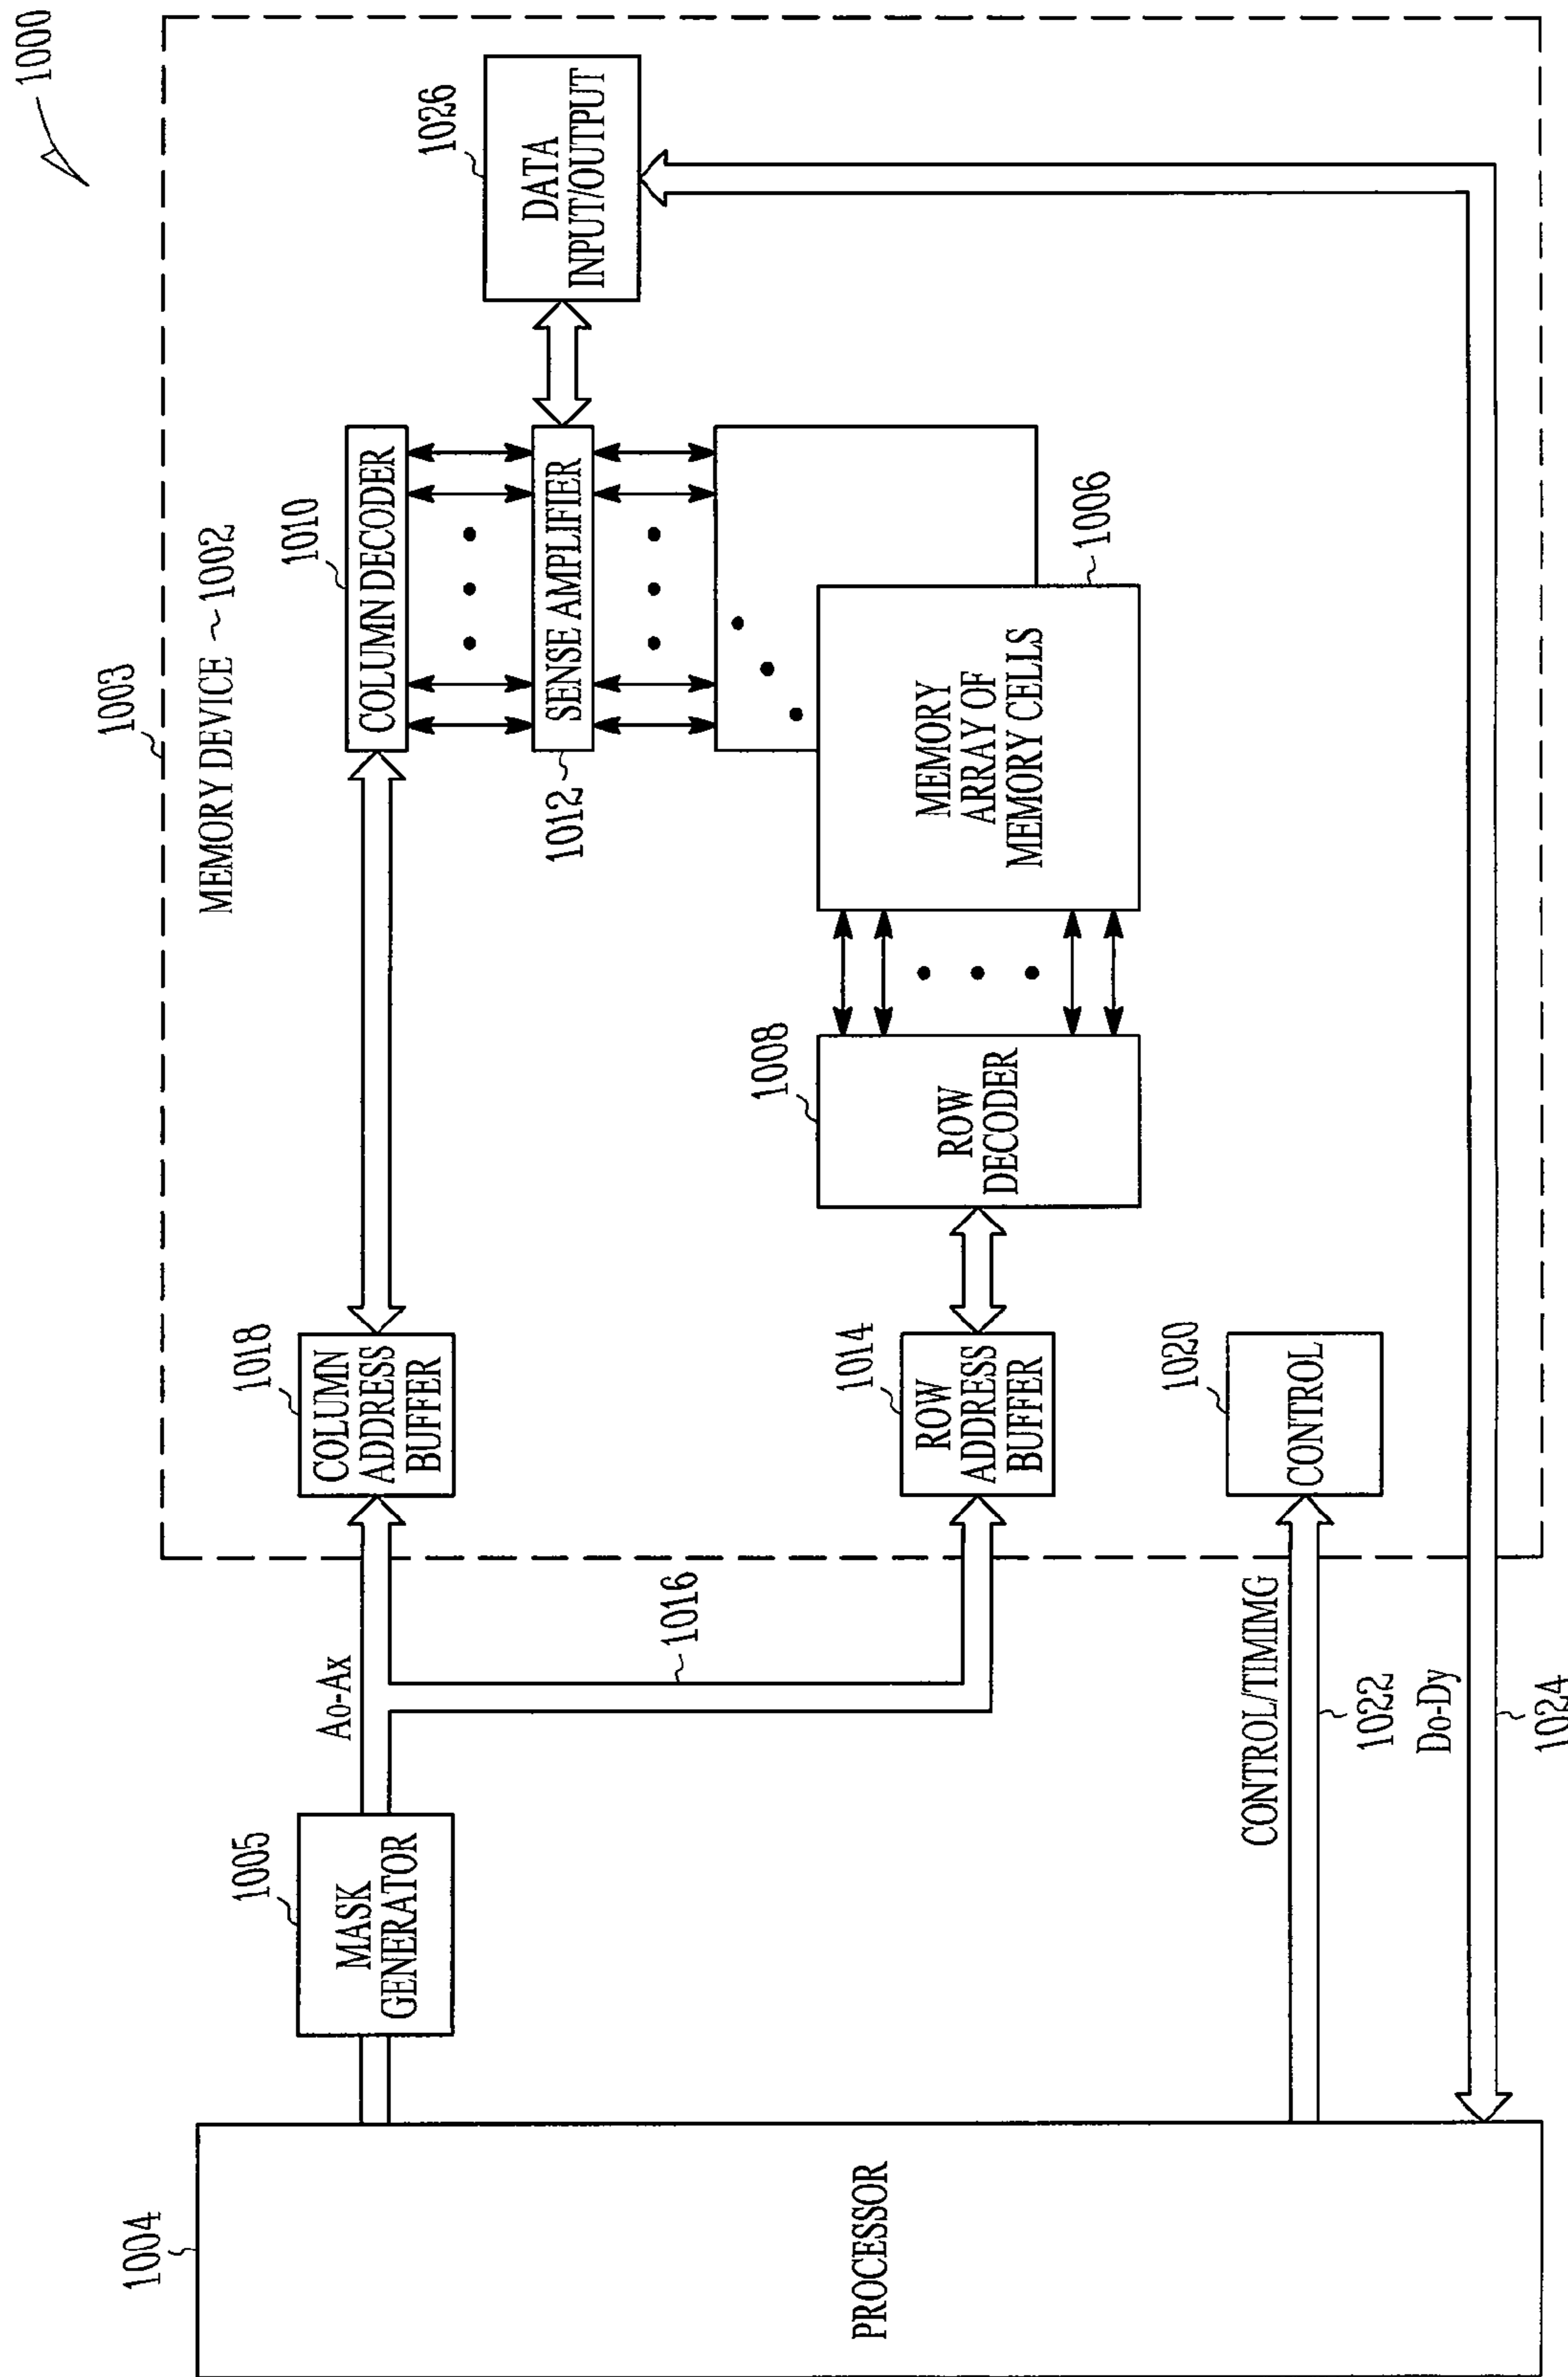 1000
1003
MEMORY DEVICE ~ 1002
1004
PROCESSOR
1005
MASK
GENERATOR
Ao-Ax
1016
1018
COLUMN
ADDRESS
BUFFER
1010
COLUMN DECODER
1012
SENSE AMPLIFIER
1026
DATA
INPUT/OUTPUT
1014
ROW
ADDRESS
BUFFER
1008
ROW
DECODER
MEMORY
ARRAY OF
MEMORY CELLS
1006
CONTROL/TIMIMG
1022
1020
CONTROL
Do-Dy
1024